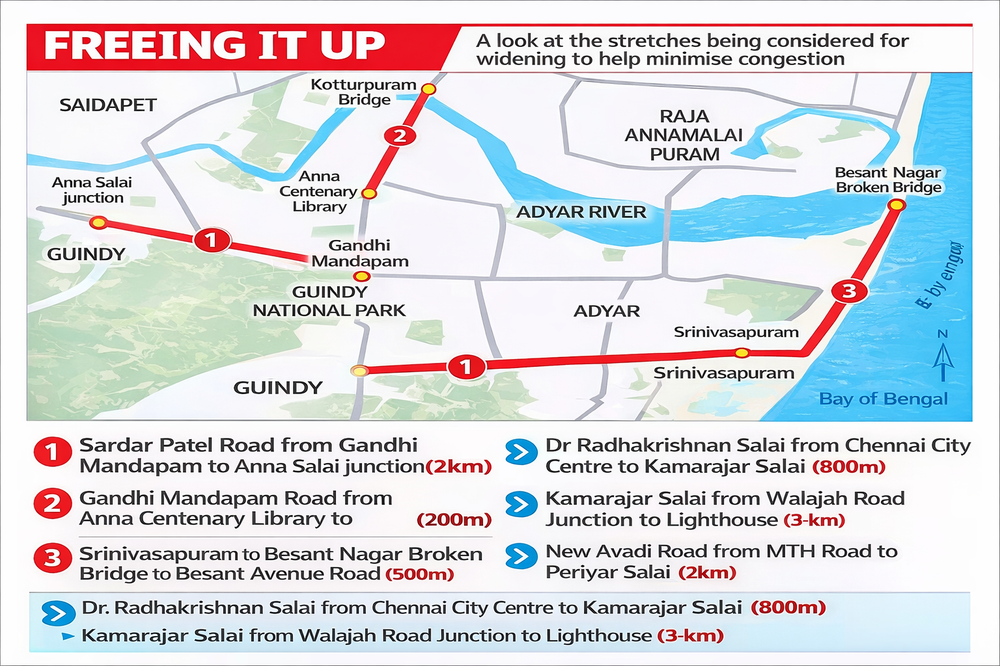 FREEING IT UP
A look at the stretches being considered for
widening to help minimise congestion
Kotturpuram
Bridge
SAIDAPET
2
RAJA
ANNAMALAI
PURAM
Anna Salai
junction
Anna
Centenary
Library
Besant Nagar
Broken Bridge
ADYAR RIVER
1
GUINDY
Gandhi
Mandapam
GUINDY
NATIONAL PARK
ADYAR
3
N
Srinivasapuram
1
Srinivasapuram
GUINDY
Bay of Bengal
1 Sardar Patel Road from Gandhi
Mandapam to Anna Salai junction(2km)
2 Gandhi Mandapam Road from
Anna Centenary Library to (200m)
3 Srinivasapuram to Besant Nagar Broken
Bridge to Besant Avenue Road (500m)
Dr Radhakrishnan Salai from Chennai City
Centre to Kamarajar Salai (800m)
Kamarajar Salai from Walajah Road
Junction to Lighthouse (3-km)
New Avadi Road from MTH Road to
Periyar Salai (2km)
Dr. Radhakrishnan Salai from Chennai City Centre to Kamarajar Salai (800m)
Kamarajar Salai from Walajah Road Junction to Lighthouse (3-km)